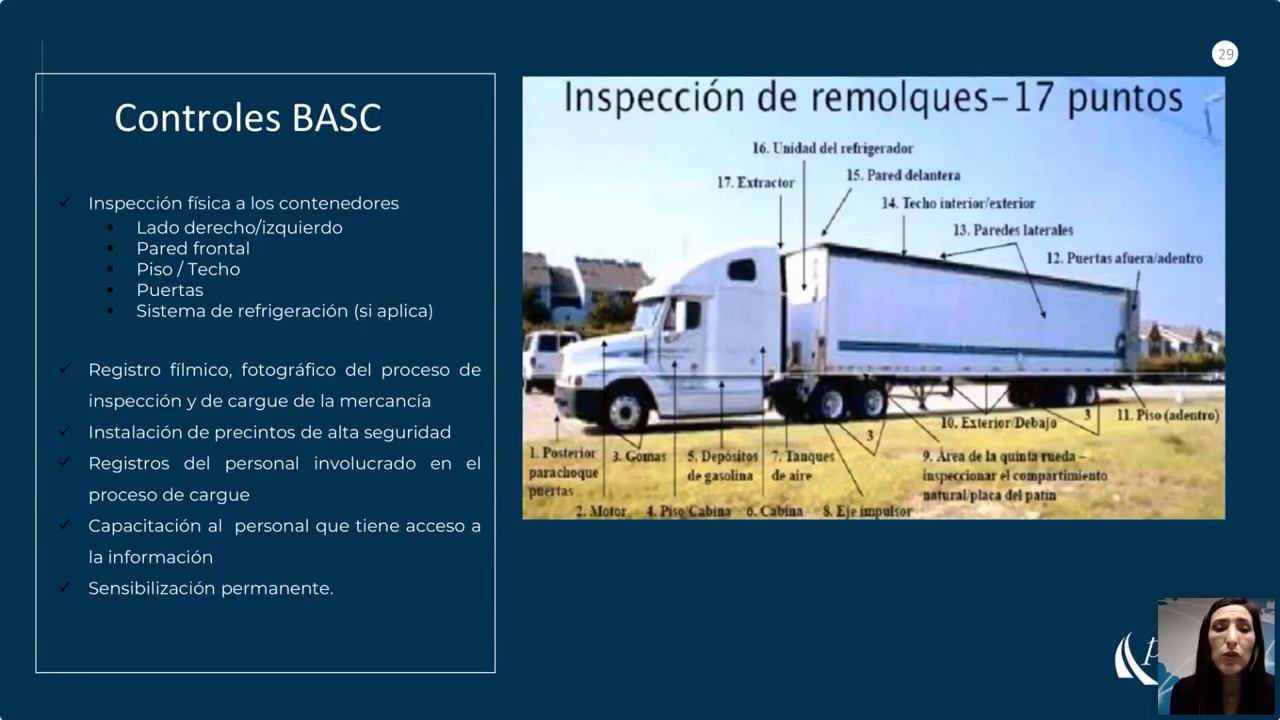 29
Controles BASC
Inspección física a los contenedores
Lado derecho/izquierdo
Pared frontal
Piso / Techo
Puertas
Sistema de refrigeración (si aplica)
Registro fílmico, fotográfico del proceso de
inspección y de cargue de la mercancía
Instalación de precintos de alta seguridad
Registros del personal involucrado en el
proceso de cargue
Capacitación al personal que tiene acceso a
la información
Sensibilización permanente.
Inspección de remolques-17 puntos
16. Unidad del refrigerador
17. Extractor
15. Pared delantera
14. Techo interior/exterior
13. Paredes laterales
12. Puertas afuera/adentro
1. Posterior
parachoque
puertas
2. Motor
3. Gomas
4. Piso/Cabina
5. Depósitos
de gasolina
6. Cabina
7. Tanques
de aire
8. Eje impulsor
3
9. Área de la quinta rueda –
inspeccionar el compartimiento
natural/placa del patín
10. Exterior/Debajo
3
11. Piso (adentro)